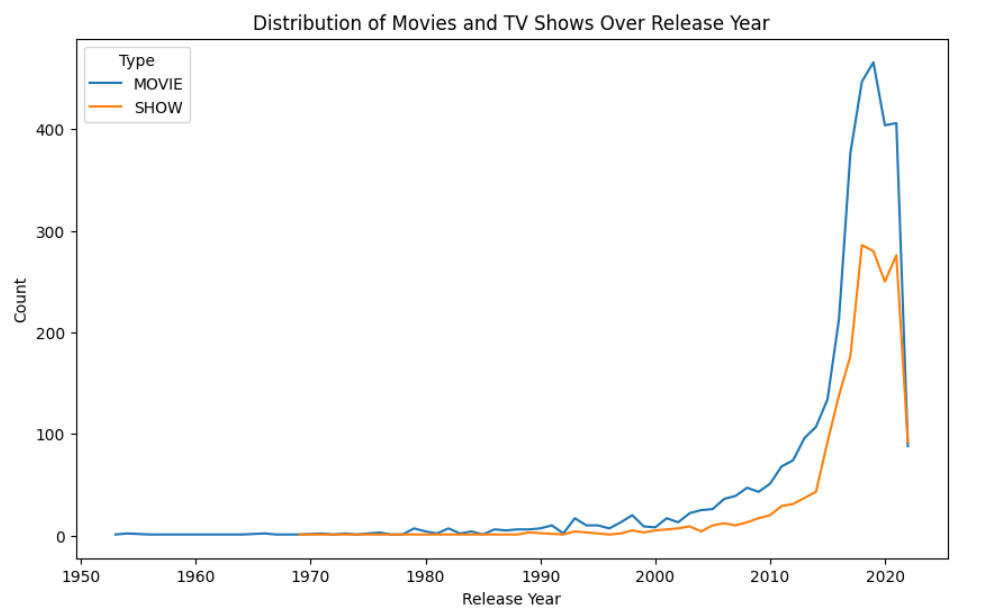 Distribution of Movies and TV Shows Over Release Year
Type
MOVIE
SHOW
400
300
200
100
0
Count
1950 1960 1970 1980 1990 2000 2010 2020
Release Year